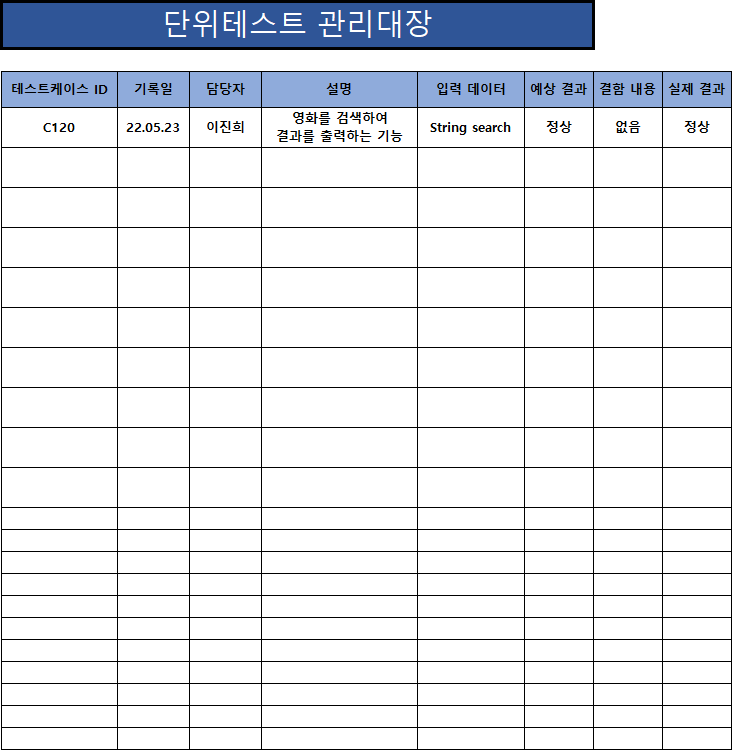 단위테스트 관리대장
테스트케이스 ID 기록일 담당자 설명 입력 데이터 예상 결과 결함 내용 실제 결과
C120 22.05.23 이진희 영화를 검색하여 String search 정상 없음 정상
결과를 출력하는 기능